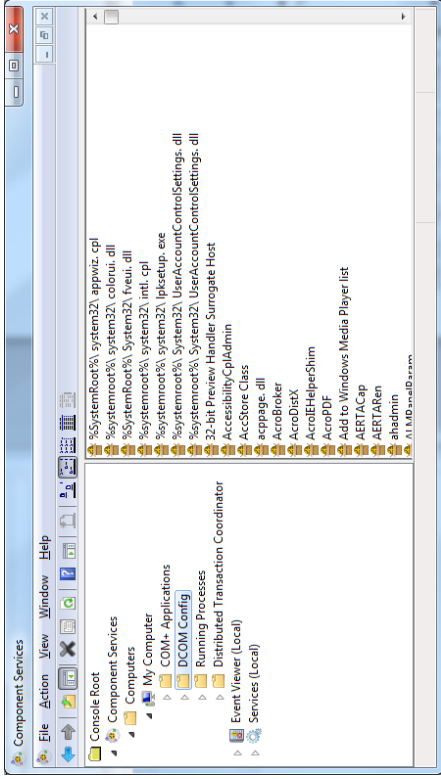 Component Services
File Action View Window Help
Console Root
Component Services
Computers
My Computer
COM+ Applications
DCOM Config
Running Processes
Distributed Transaction Coordinator
Event Viewer (Local)
Services (Local)
%SystemRoot%\ system32\ appwiz. cpl
%systemroot%\ system32\ colorui. dll
%SystemRoot%\ System32\ fveui. dll
%systemroot%\ system32\ intl. cpl
%systemroot%\ system32\ lpksetup. exe
%systemroot%\ System32\ UserAccountControlSettings. dll
%systemroot%\ System32\ UserAccountControlSettings. dll
32-bit Preview Handler Surrogate Host
AccessibilityCplAdmin
AccStore Class
acppage. dll
AcroBroker
AcroDistX
AcroIEHelperShim
AcroPDF
Add to Windows Media Player list
AERTACap
AERTARen
ahadmin
ALMPanelParam